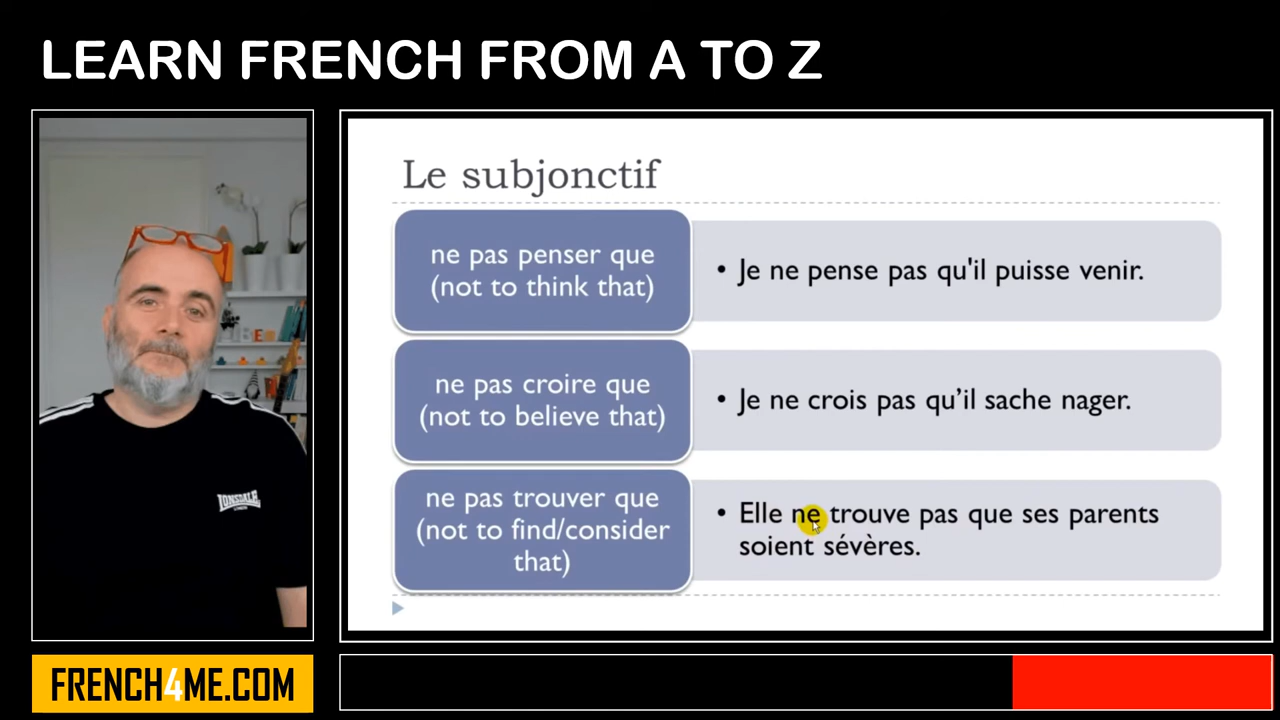 LEARN FRENCH FROM A TO Z
Le subjonctif
ne pas penser que
(not to think that)
• Je ne pense pas qu'il puisse venir.
ne pas croire que
(not to believe that)
• Je ne crois pas qu’il sache nager.
ne pas trouver que
(not to find/consider
that)
• Elle ne trouve pas que ses parents
soient sévères.
LONSDALE
LONDON
FRENCH4ME.COM